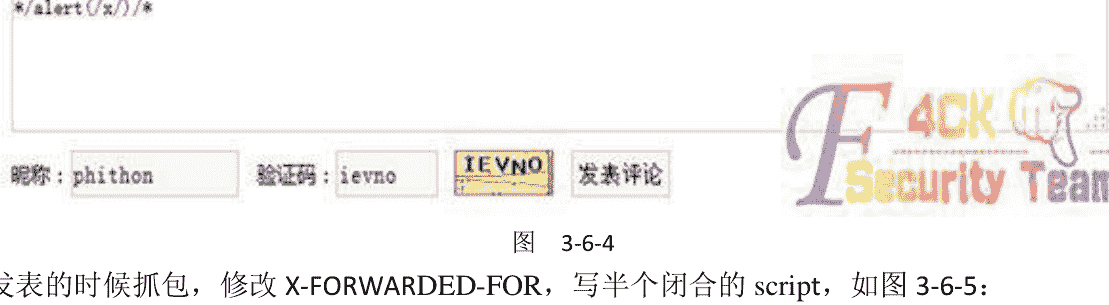 */alert(/x/)/*
F4CK
Security Team
昵称：phithon 验证码：ievno IEVNO 发表评论
图 3-6-4
发表的时候抓包，修改 X-FORWARDED-FOR，写半个闭合的 script，如图 3-6-5：